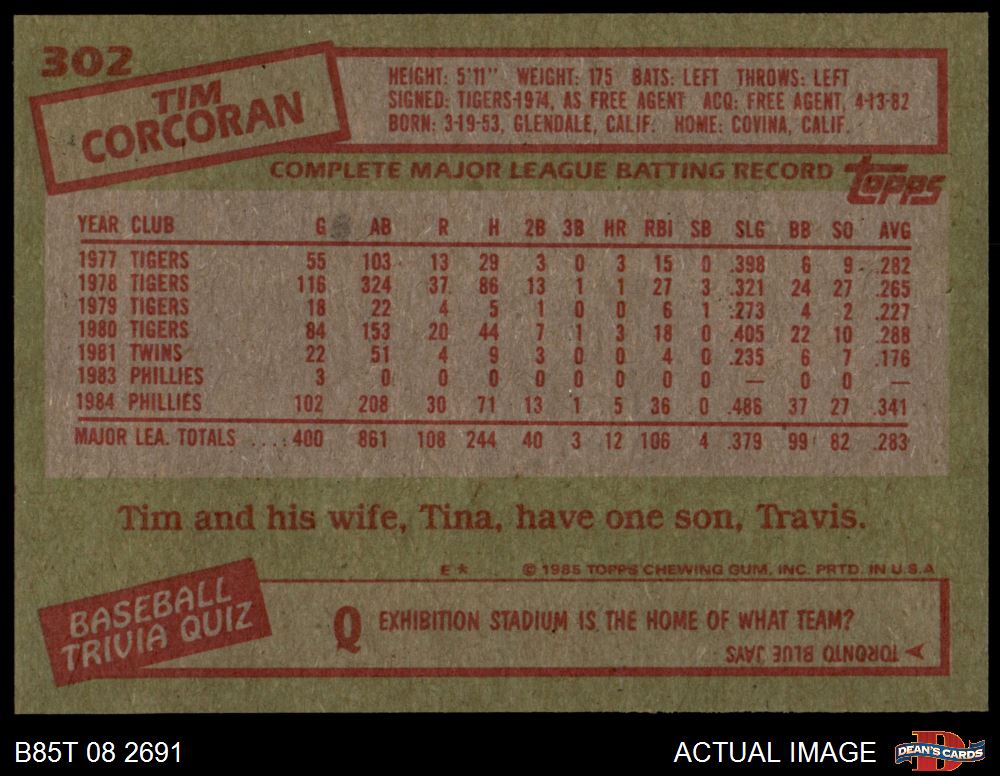 302
TIM
CORCORAN
HEIGHT: 5'11" WEIGHT: 175 BATS: LEFT THROWS: LEFT
SIGNED: TIGERS-1974, AS FREE AGENT ACQ: FREE AGENT, 4-13-82
BORN: 3-19-53, GLENDALE, CALIF. HOME: COVINA, CALIF.
COMPLETE MAJOR LEAGUE BATTING RECORD topps
YEAR CLUB G AB R H 2B 3B HR RBI SB SLG BB SO AVG
1977 TIGERS 55 103 13 29 3 0 3 15 0 .398 6 9 .282
1978 TIGERS 116 324 37 86 13 1 1 27 3 .321 24 27 .265
1979 TIGERS 18 22 4 5 1 0 0 6 1 .273 4 2 .227
1980 TIGERS 84 153 20 44 7 1 3 18 0 .405 22 10 .288
1981 TWINS 22 51 4 9 3 0 0 4 0 .235 6 7 .176
1983 PHILLIES 3 0 0 0 0 0 0 0 0 — 0 0 —
1984 PHILLIES 102 208 30 71 13 1 5 36 0 .486 37 27 .341
MAJOR LEA. TOTALS .... 400 861 108 244 40 3 12 106 4 .379 99 82 .283
Tim and his wife, Tina, have one son, Travis.
E* © 1985 TOPPS CHEWING GUM, INC. PRTD. IN U.S.A
BASEBALL
TRIVIA QUIZ
Q EXHIBITION STADIUM IS THE HOME OF WHAT TEAM?
A TORONTO BLUE JAYS
B85T 08 2691
ACTUAL IMAGE
DEAN'S CARDS